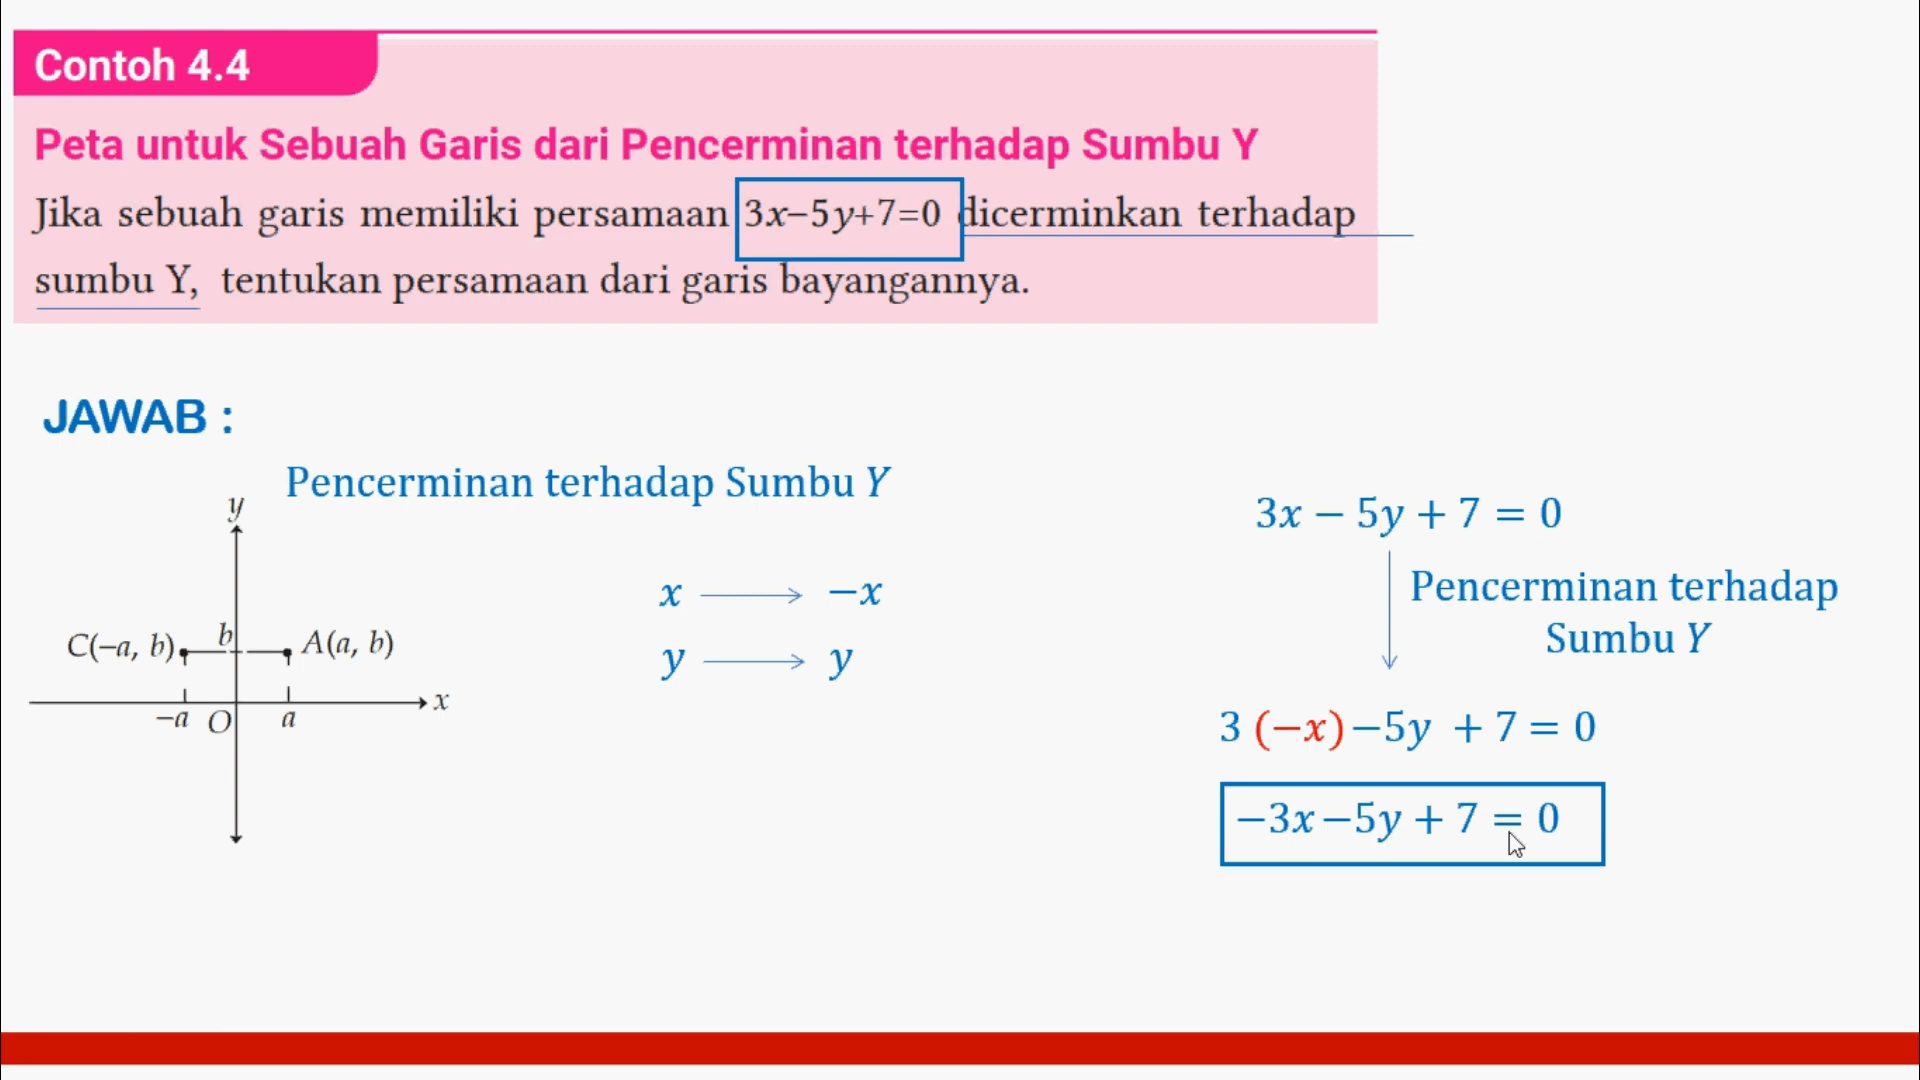 Contoh 4.4
Peta untuk Sebuah Garis dari Pencerminan terhadap Sumbu Y
Jika sebuah garis memiliki persamaan 3x–5y+7=0 dicerminkan terhadap
sumbu Y, tentukan persamaan dari garis bayangannya.
JAWAB :
Pencerminan terhadap Sumbu Y
y
C(–a, b)
b
A(a, b)
x
–a
O
a
x → −x
y → y
3x − 5y + 7 = 0
Pencerminan terhadap
Sumbu Y
3 (−x) −5y + 7 = 0
−3x −5y + 7 = 0